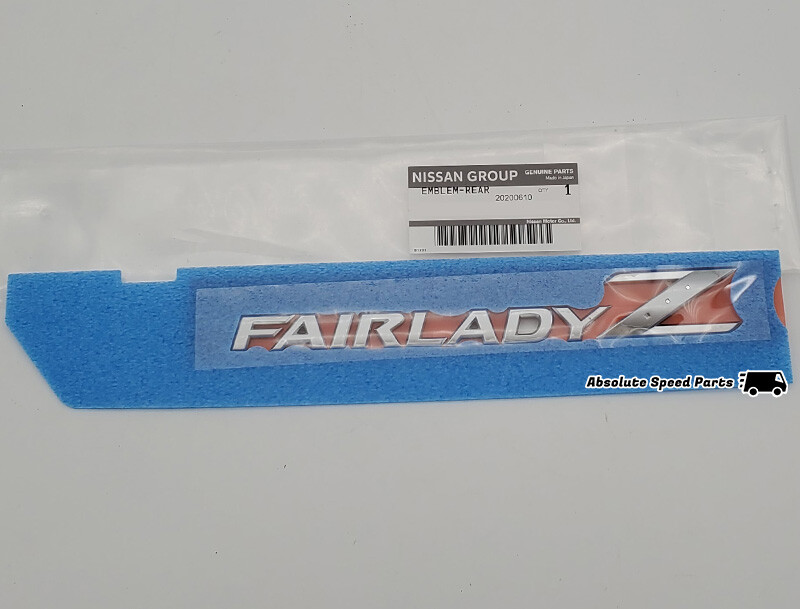 NISSAN GROUP GENUINE PARTS
Made in Japan
EMBLEM-REAR QTY 1
20200610
Nissan Motor Co., Ltd.
FAIRLADY Z
Absolute Speed Parts